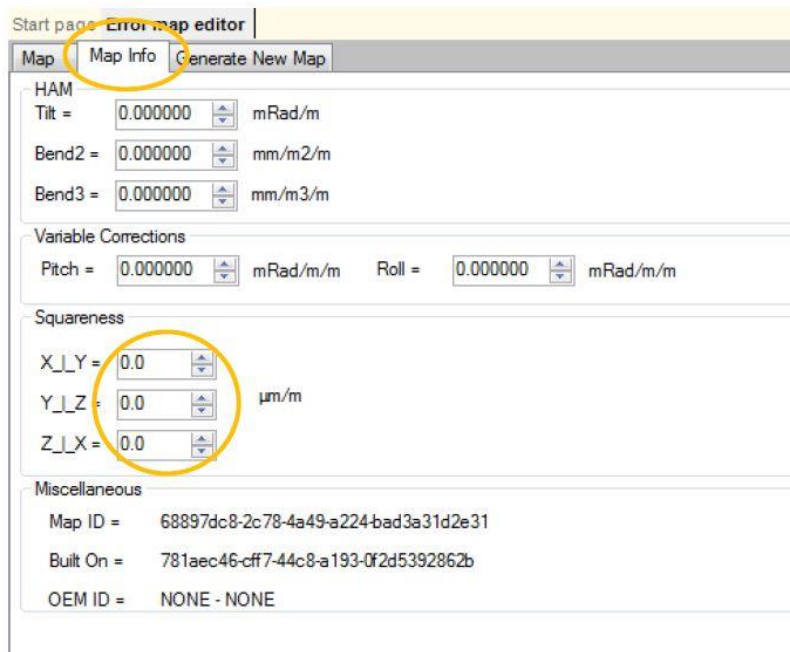 Start page Error map editor
Map Map Info Generate New Map
HAM
Tilt = 0.000000 mRad/m
Bend2 = 0.000000 mm/m2/m
Bend3 = 0.000000 mm/m3/m
Variable Corrections
Pitch = 0.000000 mRad/m/m Roll = 0.000000 mRad/m/m
Squareness
X_|_Y = 0.0
Y_|_Z = 0.0 µm/m
Z_|_X = 0.0
Miscellaneous
Map ID = 68897dc8-2c78-4a49-a224-bad3a31d2e31
Built On = 781aec46-cff7-44c8-a193-0f2d5392862b
OEM ID = NONE - NONE